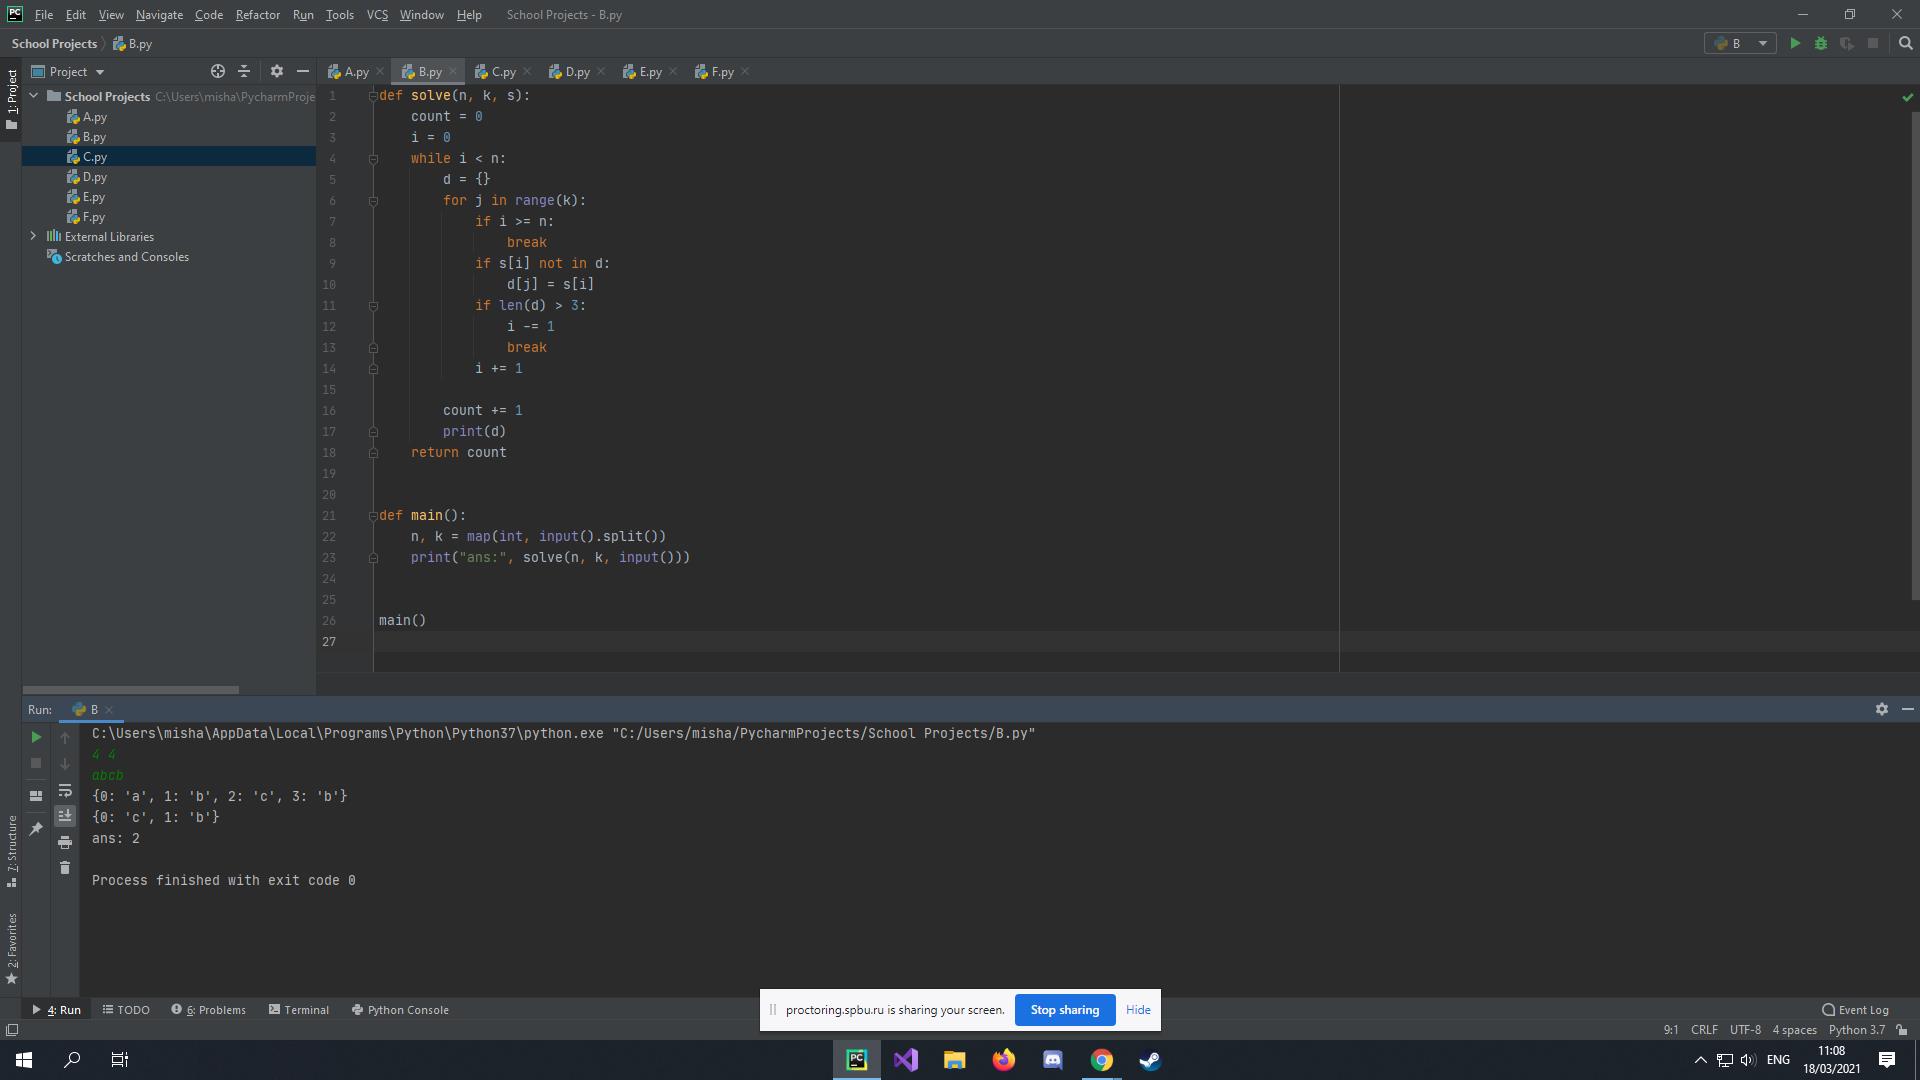 PC File Edit View Navigate Code Refactor Run Tools VCS Window Help School Projects - B.py
School Projects B.py B
Project A.py B.py C.py D.py E.py F.py
1: Project
School Projects C:\Users\misha\PycharmProje
A.py
B.py
C.py
D.py
E.py
F.py
External Libraries
Scratches and Consoles
1 def solve(n, k, s):
2 count = 0
3 i = 0
4 while i < n:
5 d = {}
6 for j in range(k):
7 if i >= n:
8 break
9 if s[i] not in d:
10 d[j] = s[i]
11 if len(d) > 3:
12 i -= 1
13 break
14 i += 1
15
16 count += 1
17 print(d)
18 return count
19
20
21 def main():
22 n, k = map(int, input().split())
23 print("ans:", solve(n, k, input()))
24
25
26 main()
27
Run: B
C:\Users\misha\AppData\Local\Programs\Python\Python37\python.exe "C:/Users/misha/PycharmProjects/School Projects/B.py"
4 4
abcb
{0: 'a', 1: 'b', 2: 'c', 3: 'b'}
{0: 'c', 1: 'b'}
ans: 2
Process finished with exit code 0
7: Structure
2: Favorites
4: Run TODO 6: Problems Terminal Python Console Event Log
proctoring.spbu.ru is sharing your screen. Stop sharing Hide
9:1 CRLF UTF-8 4 spaces Python 3.7
PC ENG 11:08
18/03/2021